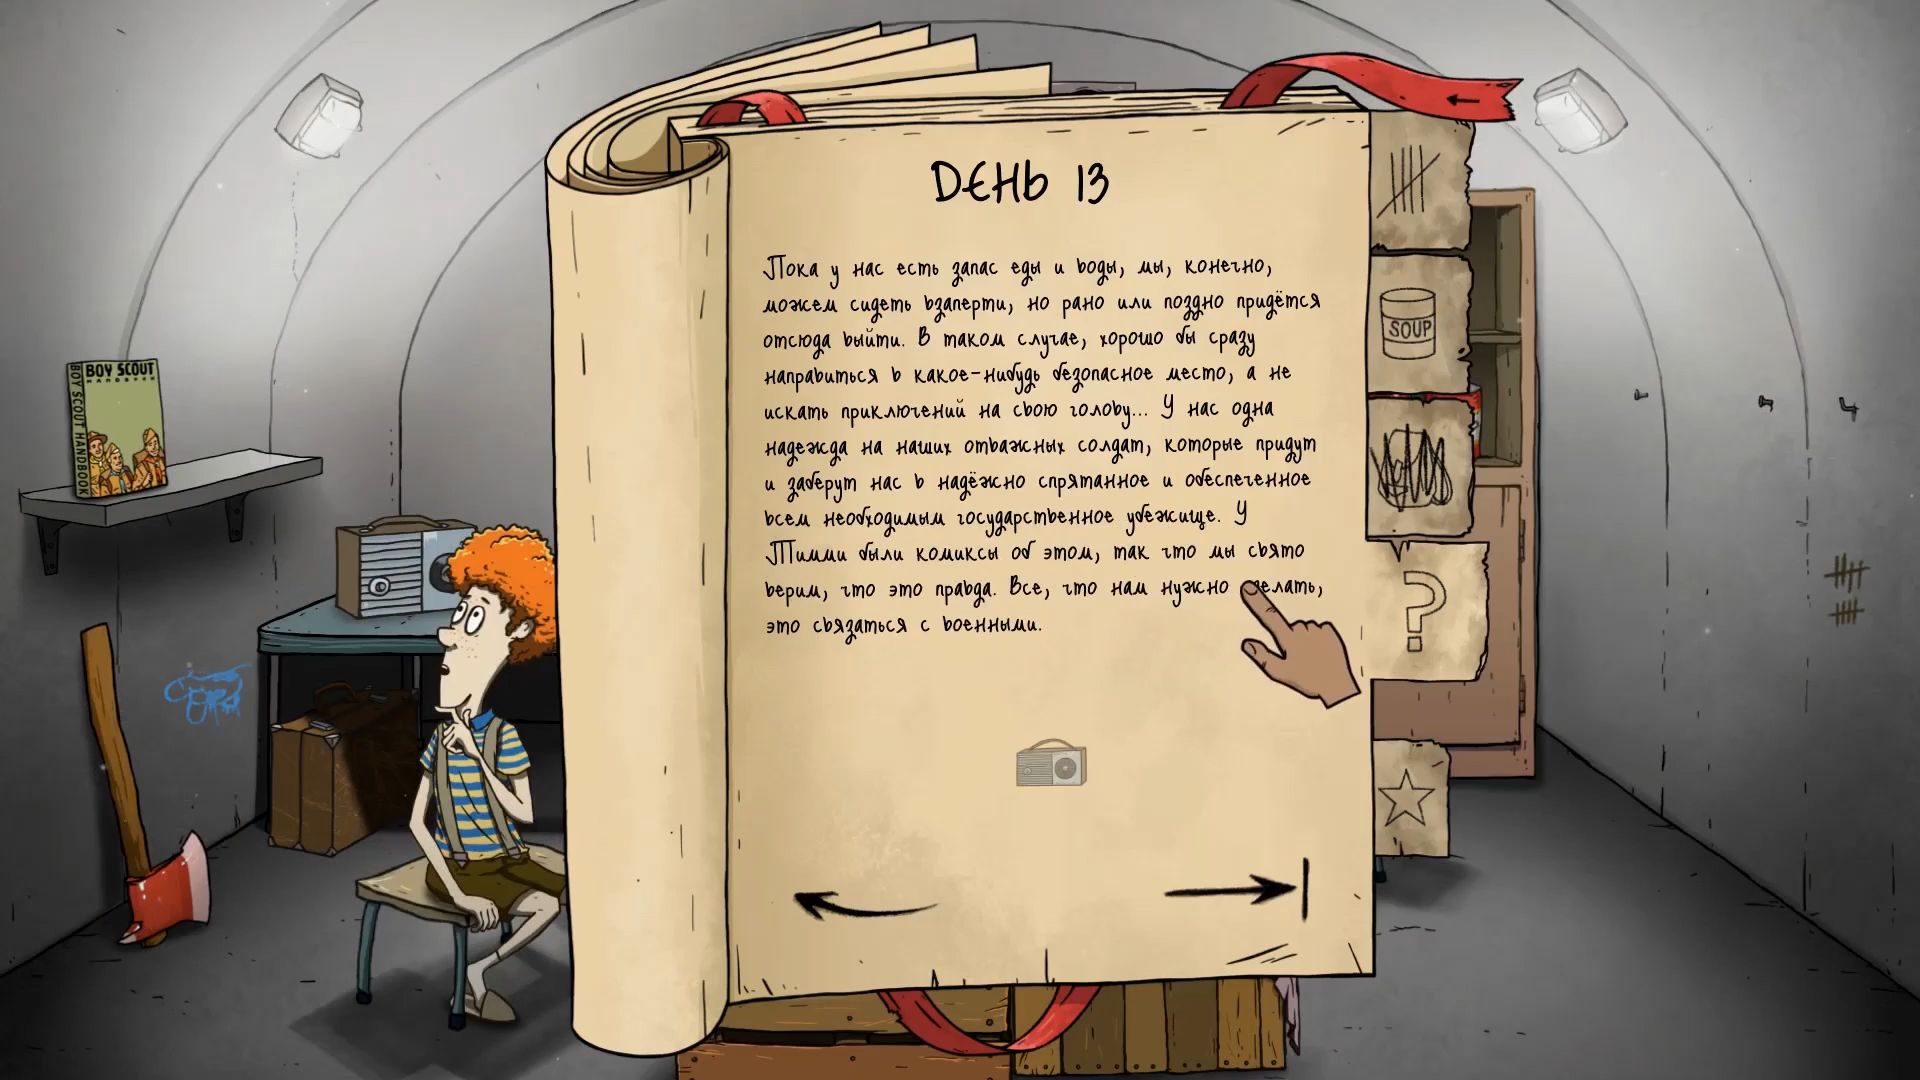 BOY SCOUT
HANDBOOK
BOY SCOUT HANDBOOK
ДЕНЬ 13
Пока у нас есть запас еды и воды, мы, конечно,
можем сидеть взаперти, но рано или поздно придётся
отсюда выйти. В таком случае, хорошо бы сразу
направиться в какое-нибудь безопасное место, а не
искать приключений на свою голову... У нас одна
надежда на наших отважных солдат, которые придут
и заберут нас в надёжно спрятанное и обеспеченное
всем необходимым государственное убежище. У
Тимми были комиксы об этом, так что мы свято
верим, что это правда. Все, что нам нужно сделать,
это связаться с военными.
SOUP
?